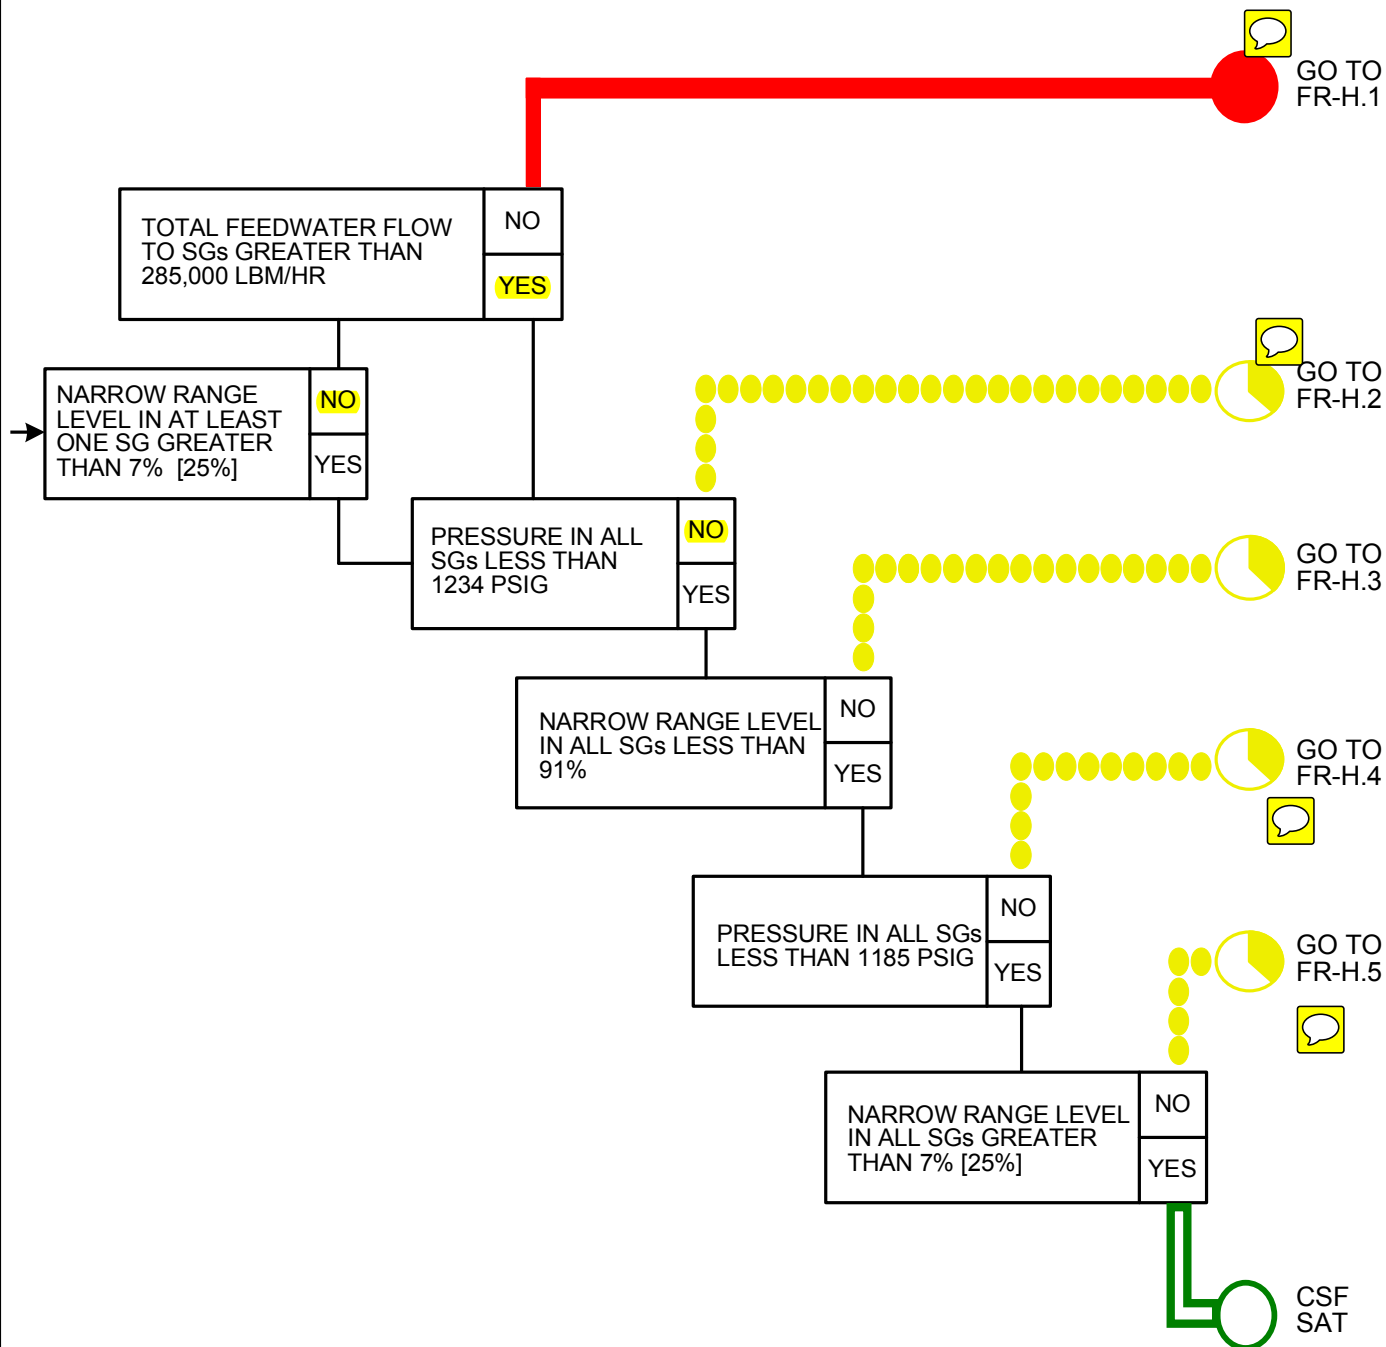 GO TO
FR-H.1
TOTAL FEEDWATER FLOW
TO SGs GREATER THAN
285,000 LBM/HR
NO
YES
GO TO
FR-H.2
NARROW RANGE
LEVEL IN AT LEAST
ONE SG GREATER
THAN 7% [25%]
NO
YES
PRESSURE IN ALL
SGs LESS THAN
1234 PSIG
NO
YES
GO TO
FR-H.3
NARROW RANGE LEVEL
IN ALL SGs LESS THAN
91%
NO
YES
GO TO
FR-H.4
PRESSURE IN ALL SGs
LESS THAN 1185 PSIG
NO
YES
GO TO
FR-H.5
NARROW RANGE LEVEL
IN ALL SGs GREATER
THAN 7% [25%]
NO
YES
CSF
SAT